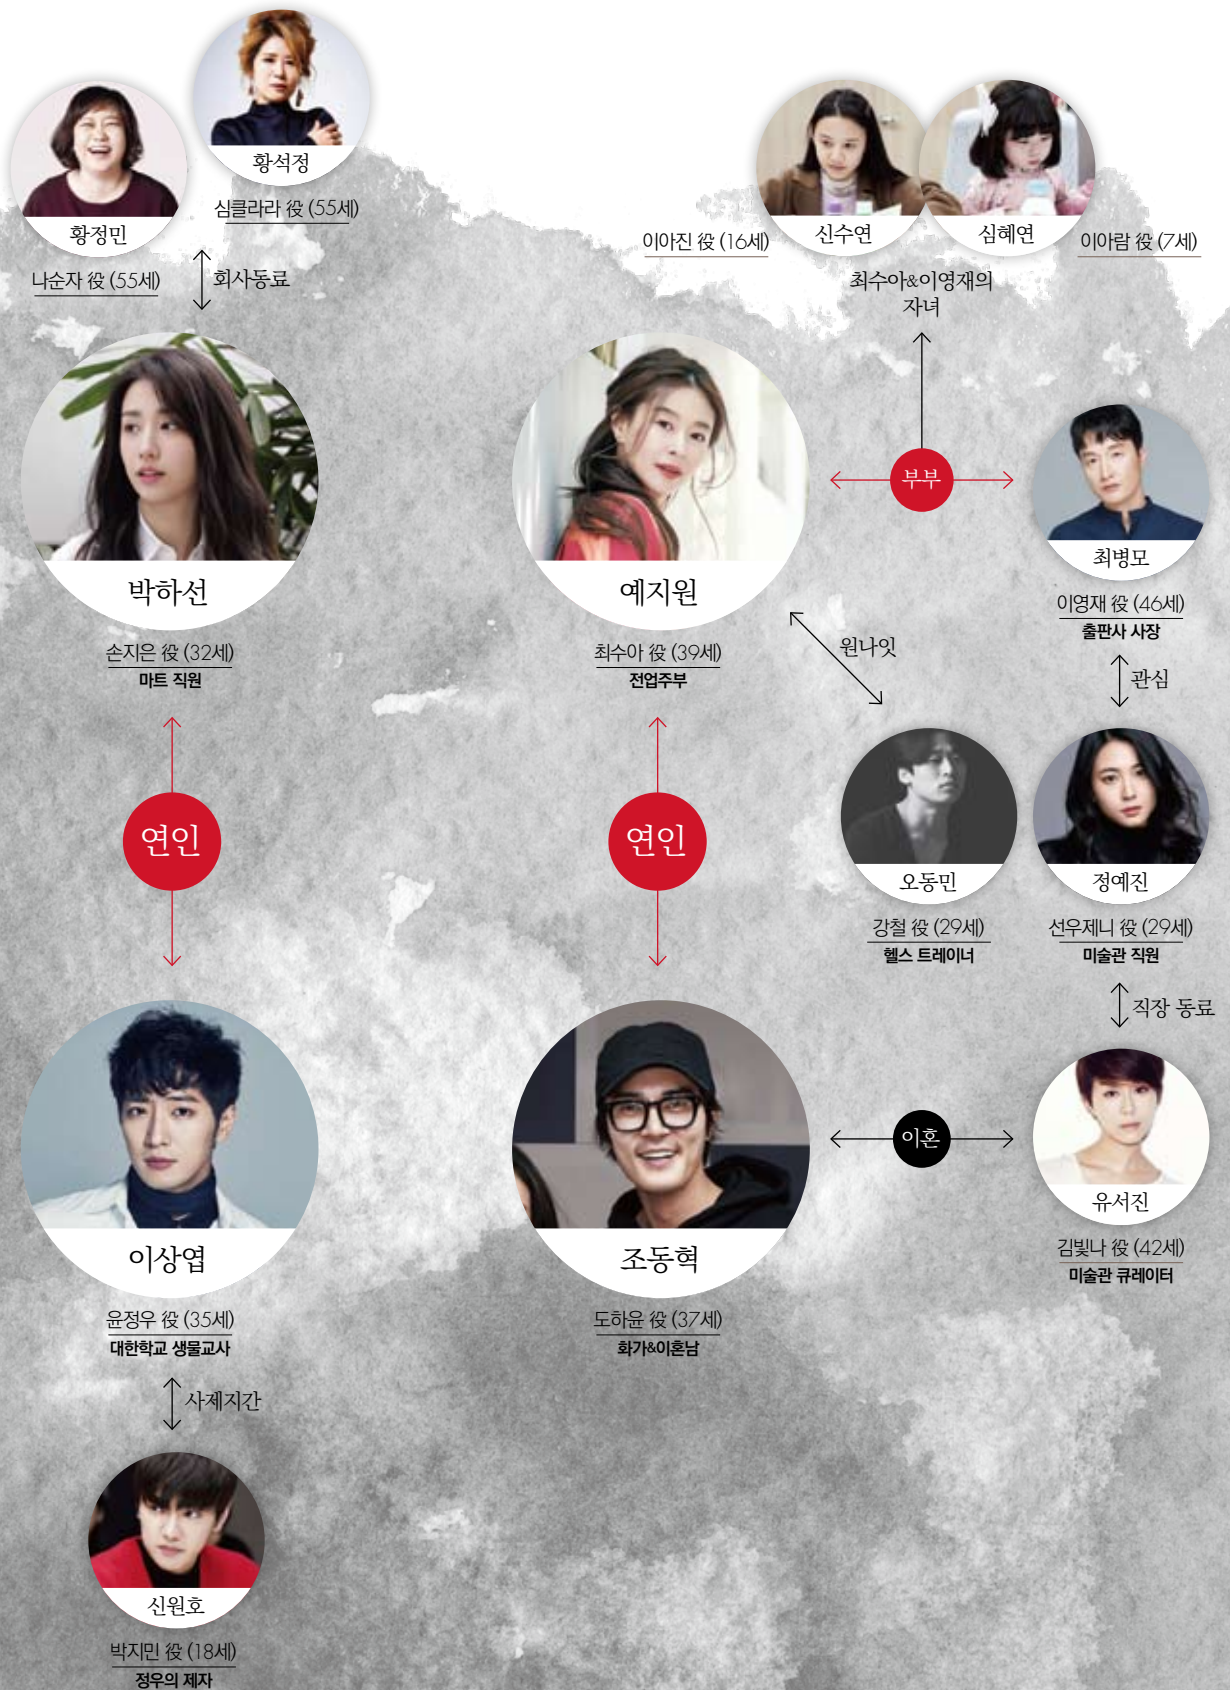 황석정
심클라라 役 (55세)
황정민
나순자 役 (55세)
회사동료
신수연
심혜연
이아진 役 (16세)
이아람 役 (7세)
최수아&이영재의
자녀
박하선
손지은 役 (32세)
마트 직원
예지원
최수아 役 (39세)
전업주부
부부
최병모
이영재 役 (46세)
출판사 사장
원나잇
관심
연인
연인
오동민
강철 役 (29세)
헬스 트레이너
정예진
선우제니 役 (29세)
미술관 직원
직장 동료
이상엽
윤정우 役 (35세)
대한학교 생물교사
조동혁
도하윤 役 (37세)
화가&이혼남
이혼
유서진
김빛나 役 (42세)
미술관 큐레이터
사제지간
신원호
박지민 役 (18세)
정우의 제자